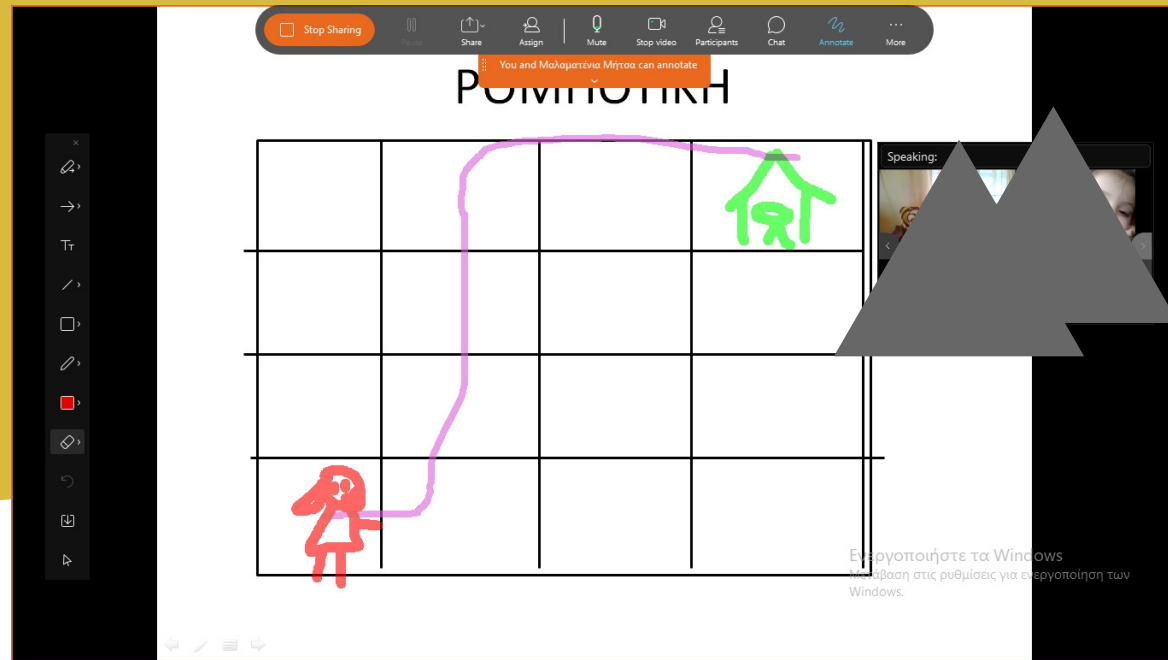 Stop Sharing
Pause
Share
Assign
Mute
Stop video
Participants
Chat
Annotate
More
You and Μαλαματένια Μήτσα can annotate
ΡΟΜΠΟΤΙΚΗ
Speaking:
Tт
Ενεργοποιήστε τα Windows
Μετάβαση στις ρυθμίσεις για ενεργοποίηση των
Windows.